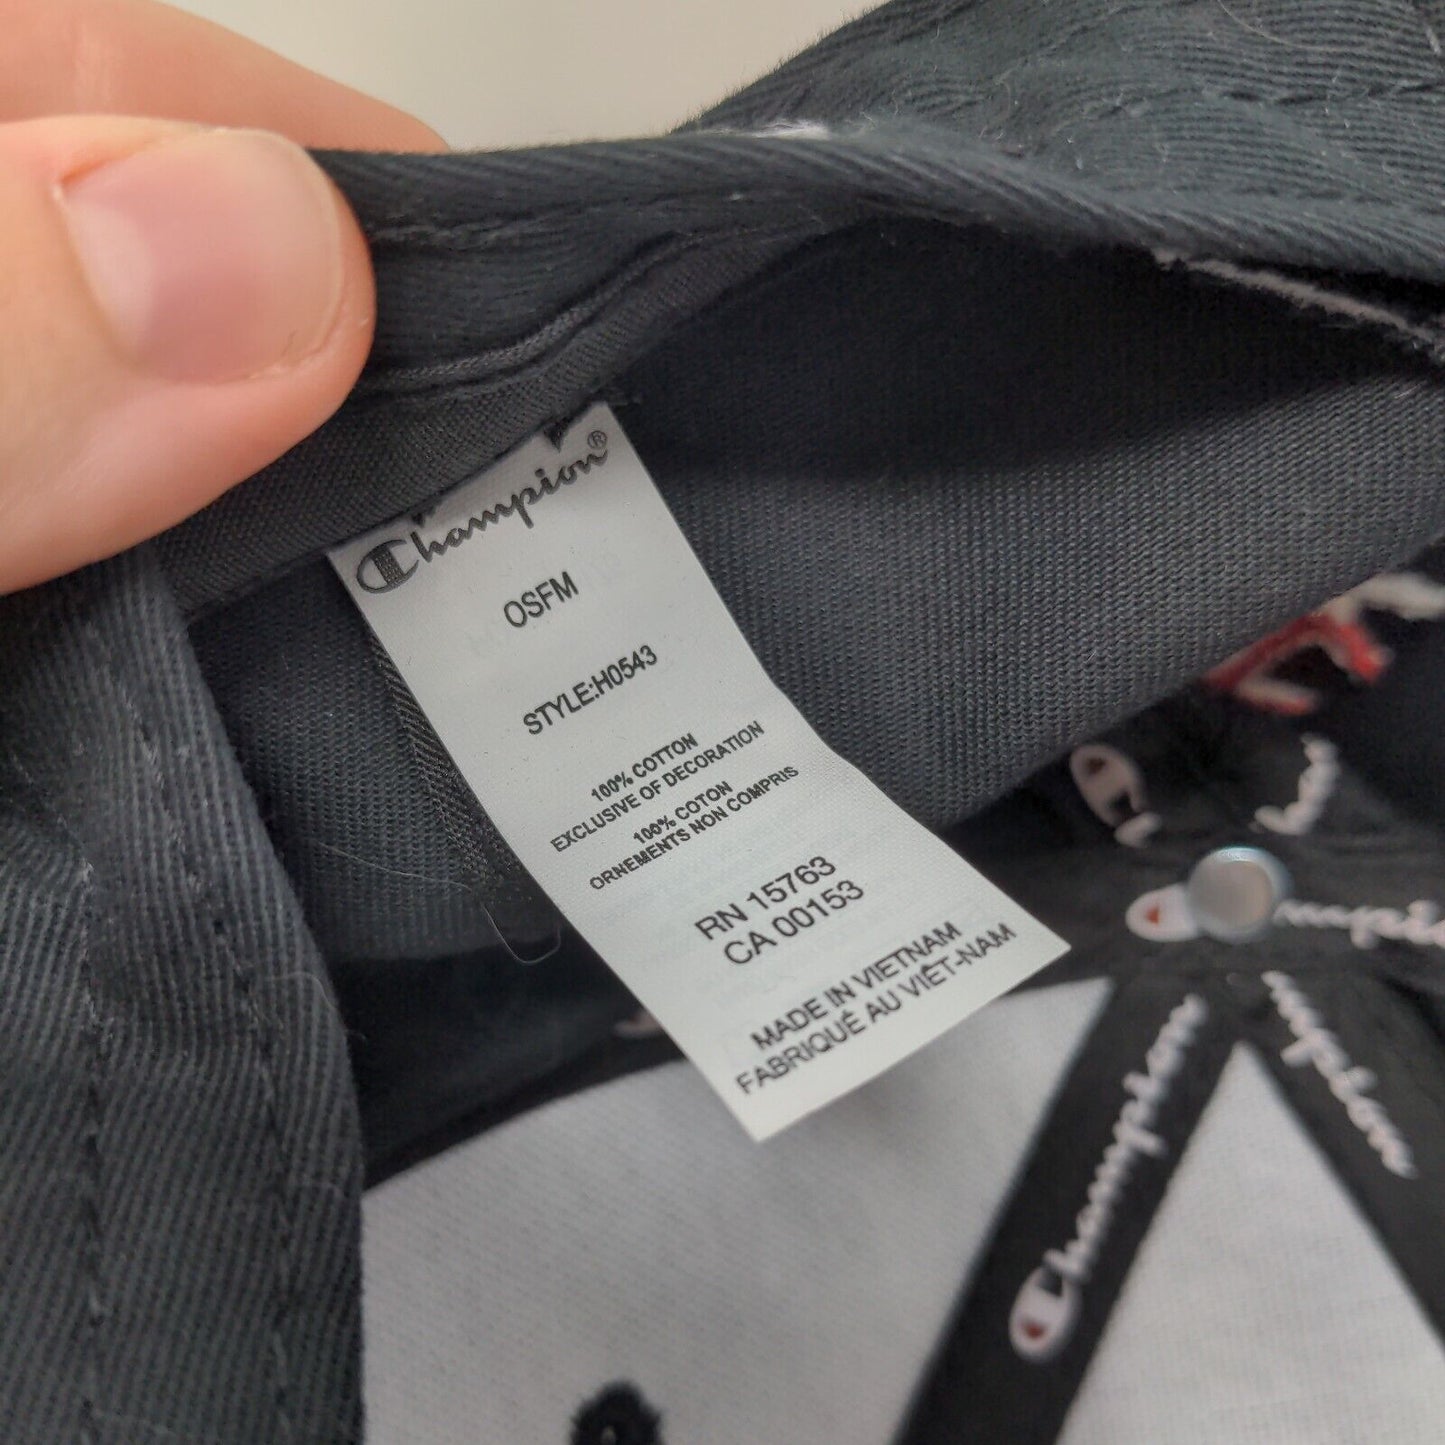 Champion®
OSFM
STYLE:H0543
100% COTTON
EXCLUSIVE OF DECORATION
100% COTON
ORNEMENTS NON COMPRIS
RN 15763
CA 00153
MADE IN VIETNAM
FABRIQUÉ AU VIÊT-NAM
Champion